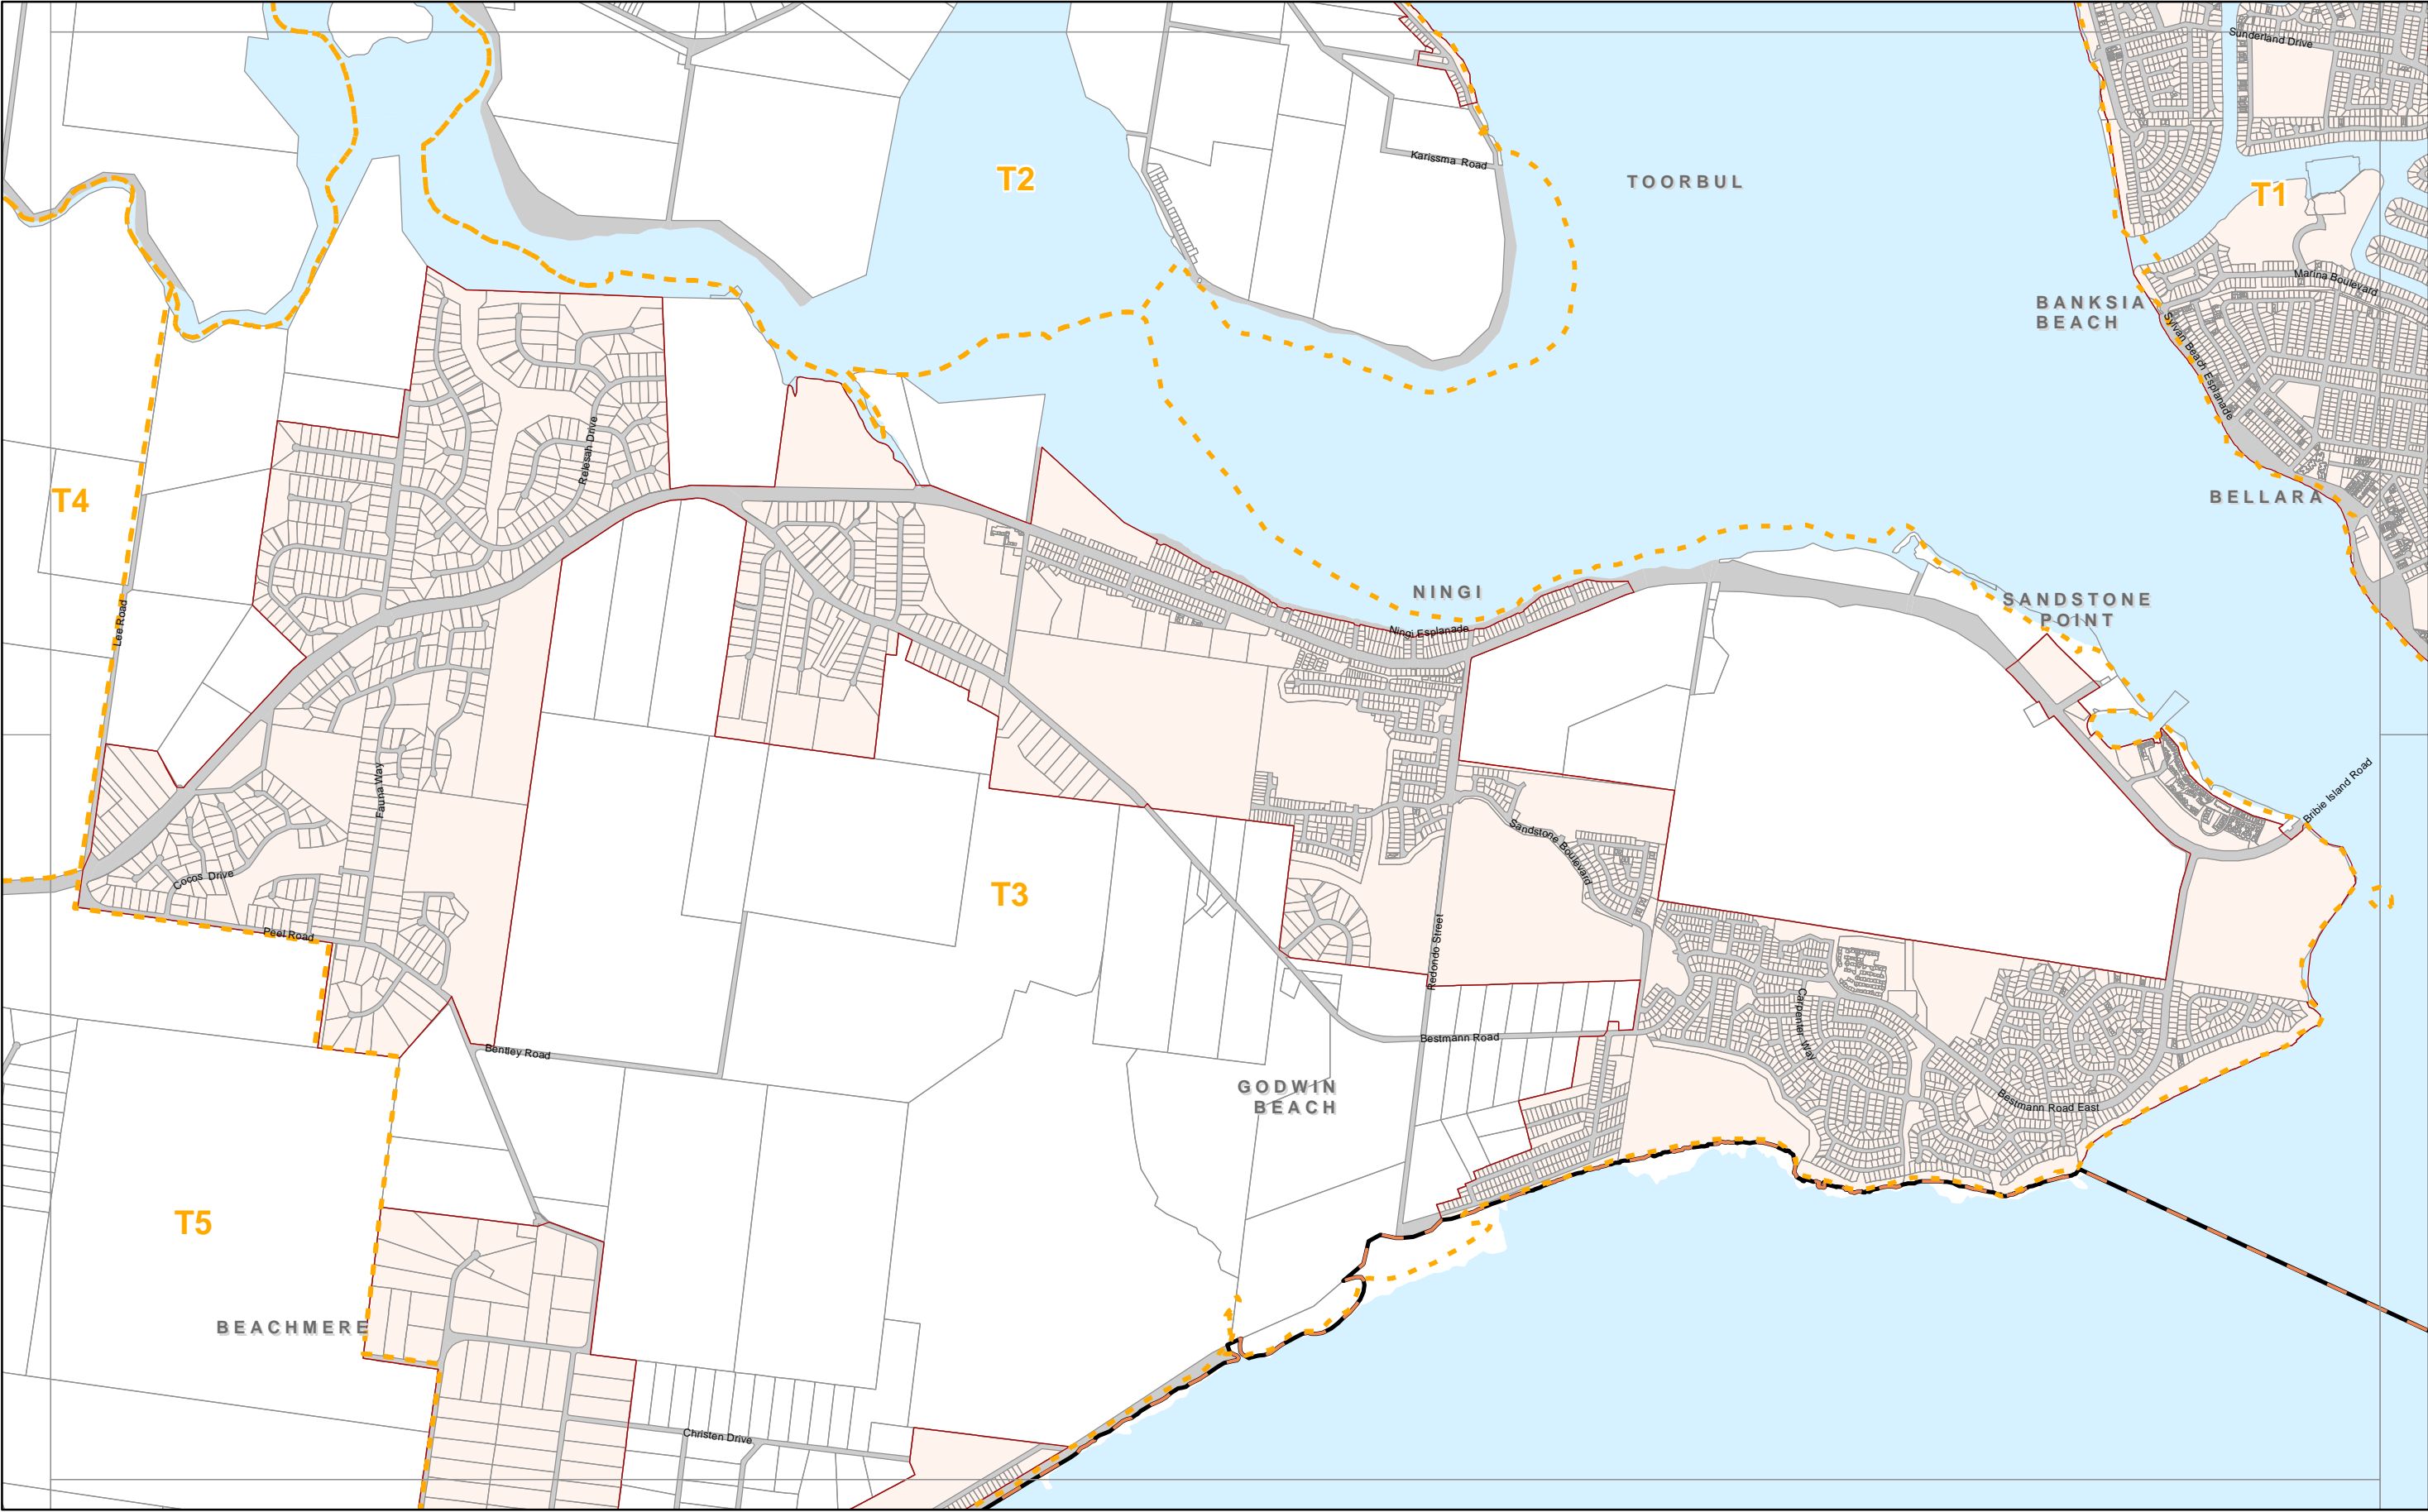 Sunderland Drive
Karissma Road
T2
TOORBUL
T1
Marina Boulevard
BANKSIA
BEACH
Sylvan Beach Esplanade
Relesah Drive
T4
BELLARA
NINGI
SANDSTONE
POINT
Lee Road
Ningi Esplanade
Fauna Way
Bribie Island Road
Sandstone Boulevard
Cocos Drive
T3
Peel Road
Redondo Street
Carpenter Way
Bestmann Road
Bentley Road
GODWIN
BEACH
Bestmann Road East
T5
BEACHMERE
Christen Drive